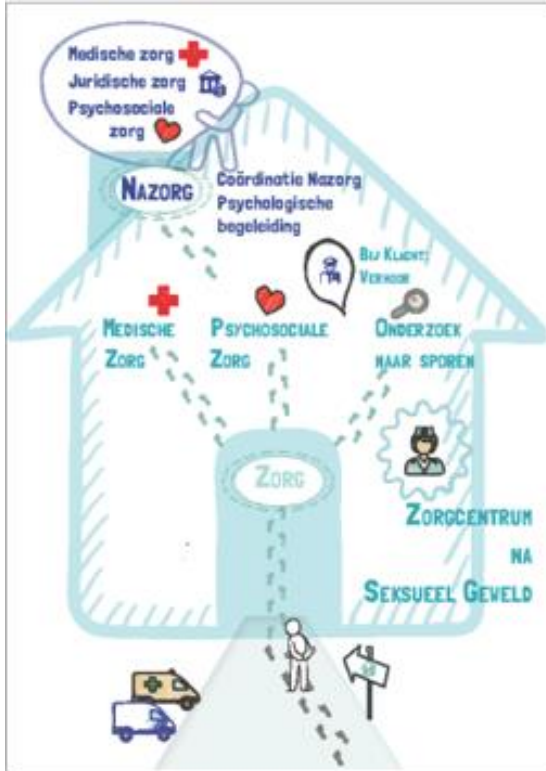 Medische zorg
Juridische zorg
Psychosociale
zorg
NAZORG
Coördinatie Nazorg
Psychologische
begeleiding
BIJ KLACHT:
VERHOOR
MEDISCHE
ZORG
PSYCHOSOCIALE
ZORG
ONDERZOEK
NAAR SPOREN
ZORG
ZORGCENTRUM
NA
SEKSUEEL GEWELD